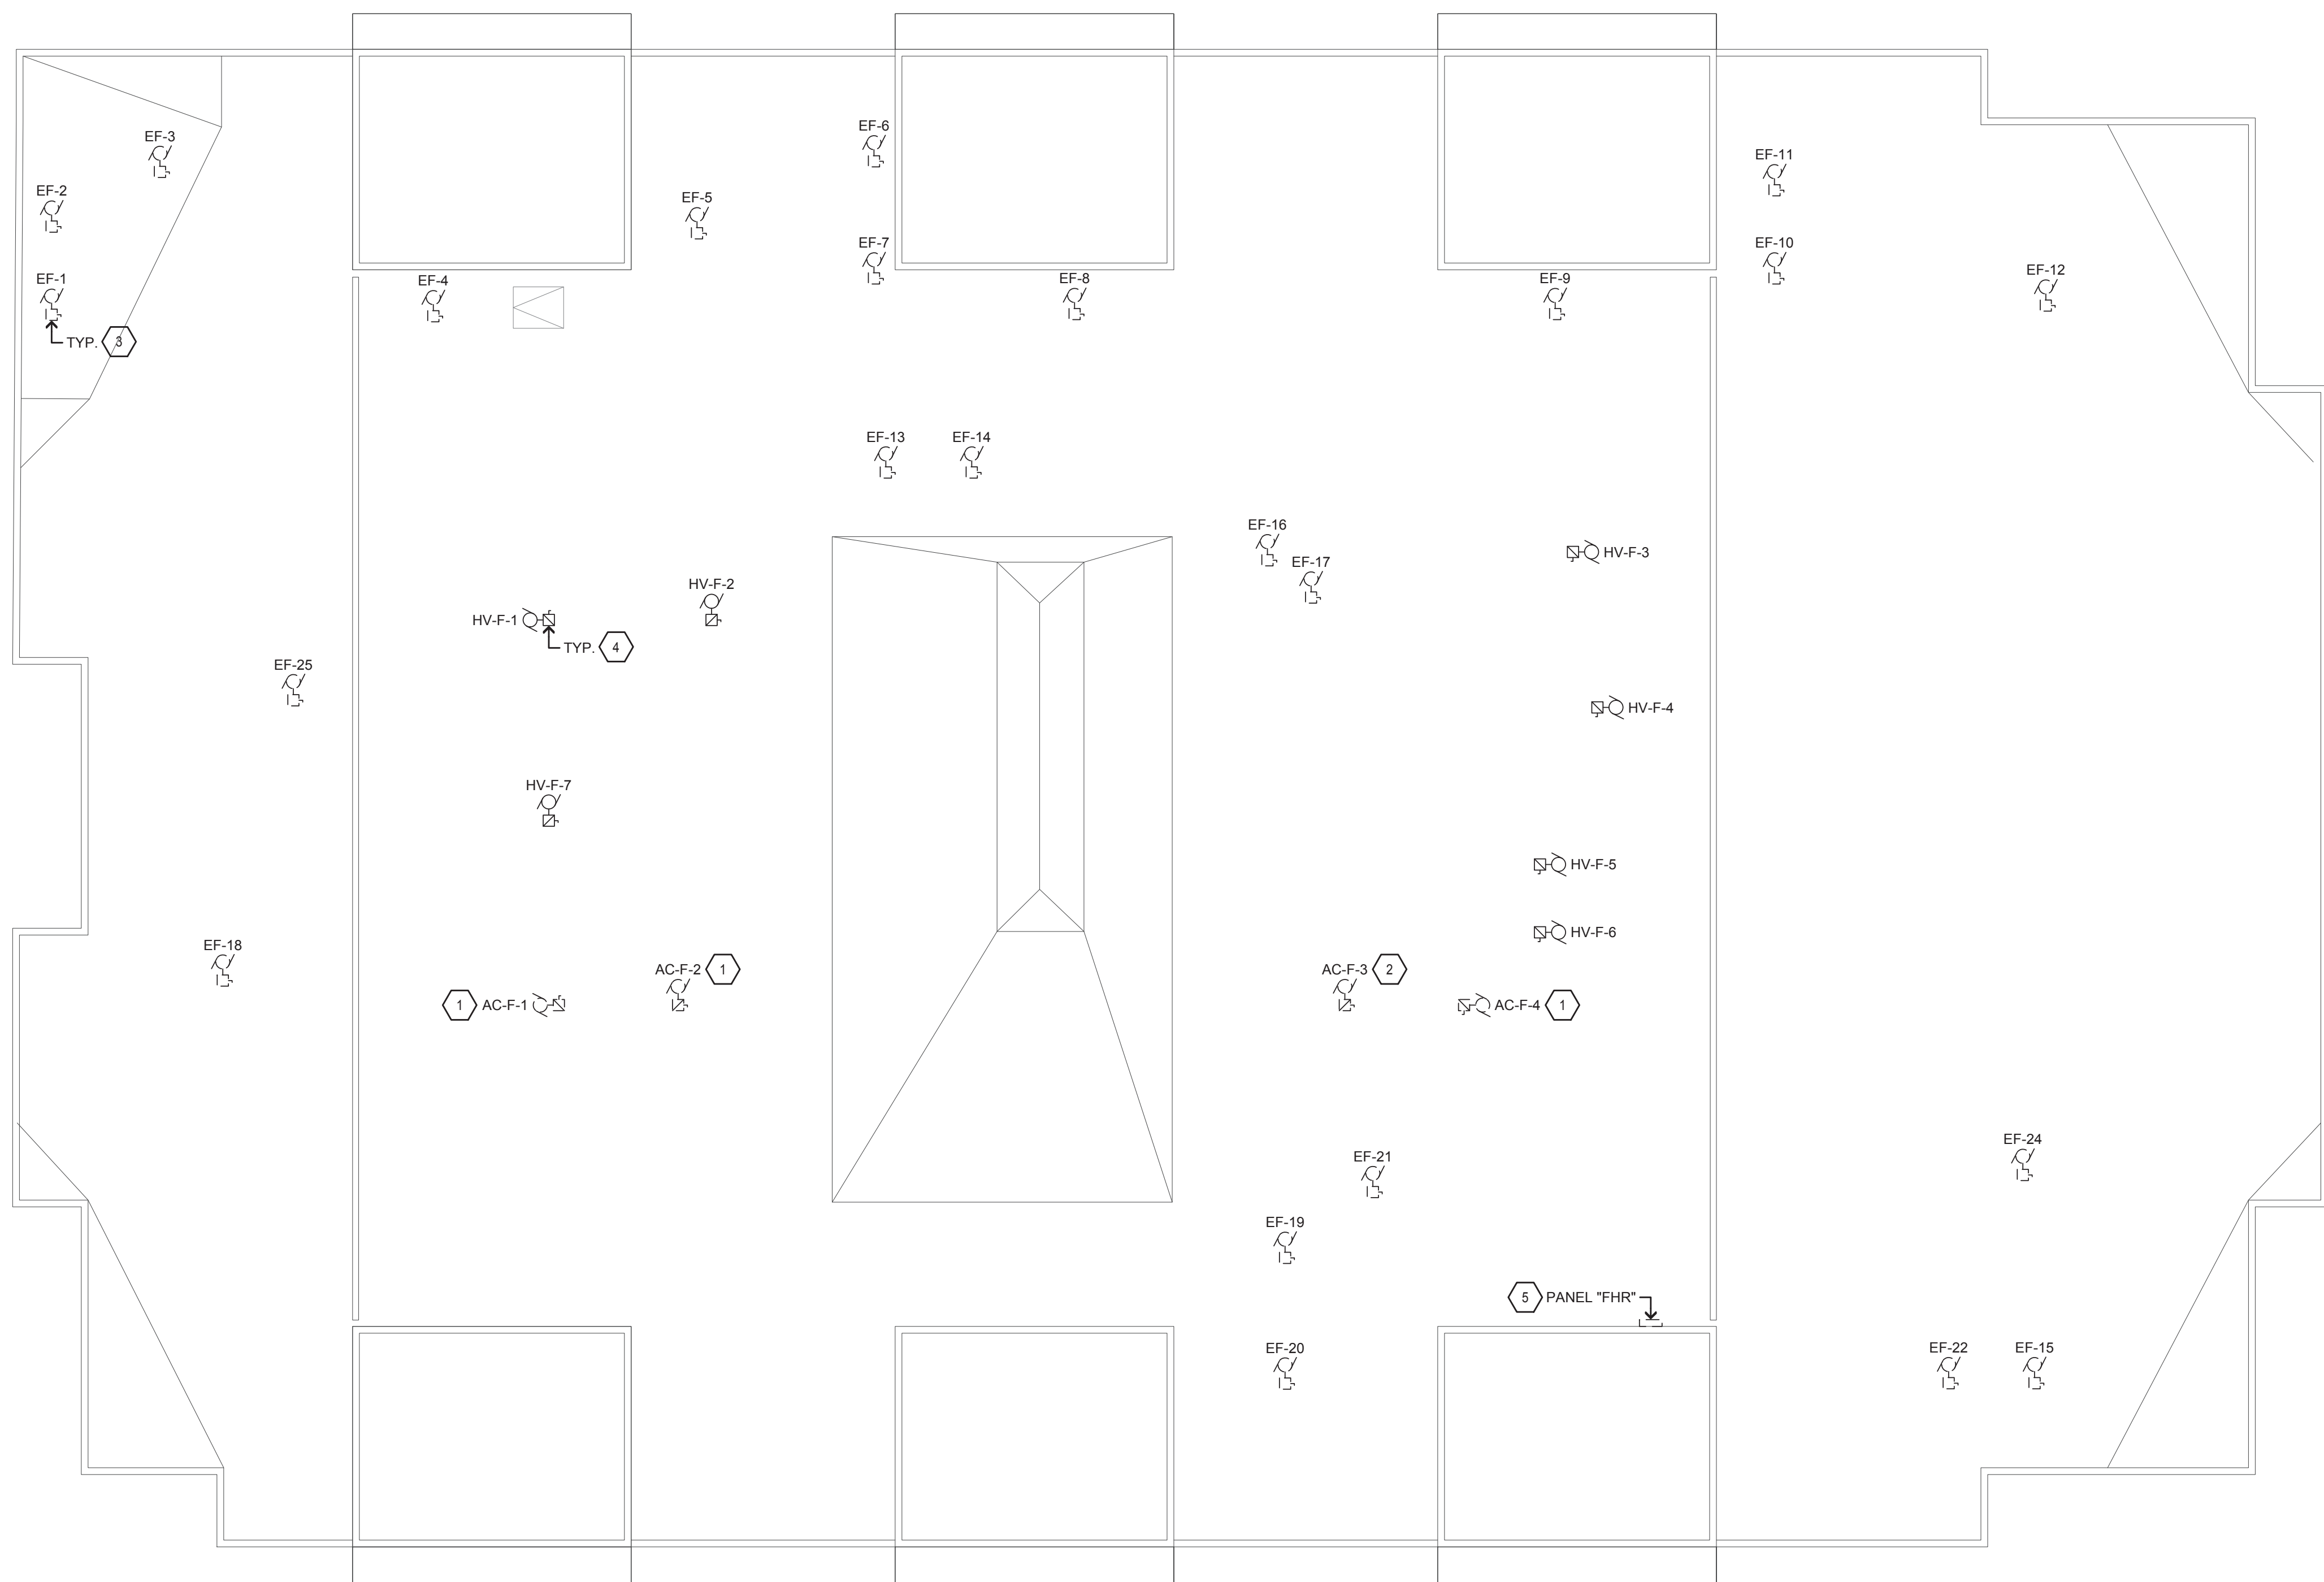 EF-6
EF-3
EF-11
EF-2
EF-5
EF-7
EF-10
EF-12
EF-1
EF-4
EF-8
EF-9
TYP. 3
EF-13
EF-14
EF-16
HV-F-3
EF-17
HV-F-2
HV-F-1
TYP. 4
EF-25
HV-F-4
HV-F-7
HV-F-5
HV-F-6
EF-18
AC-F-2 1
AC-F-3 2
1 AC-F-1
AC-F-4 1
EF-24
EF-21
EF-19
5 PANEL "FHR"
EF-20
EF-22
EF-15